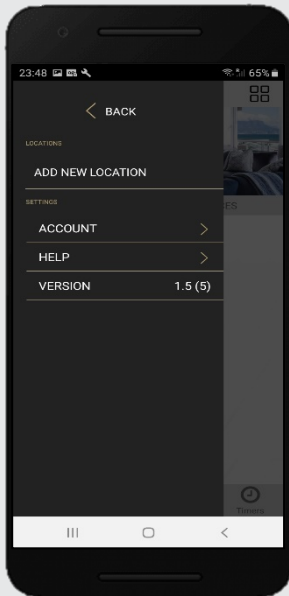 23:48 65%
BACK
LOCATIONS
ADD NEW LOCATION
SETTINGS
ES
ACCOUNT
HELP
VERSION 1.5 (5)
Timers